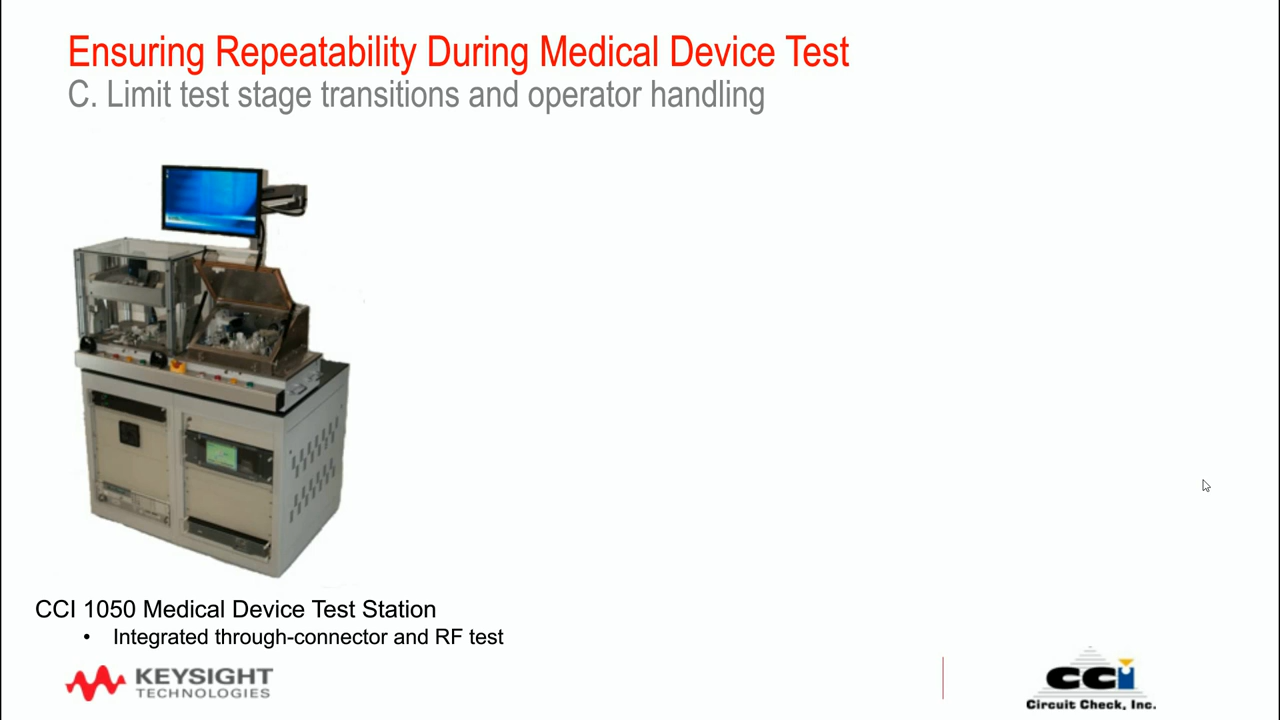 Ensuring Repeatability During Medical Device Test
C. Limit test stage transitions and operator handling
CCI 1050 Medical Device Test Station
• Integrated through-connector and RF test
KEYSIGHT
TECHNOLOGIES
CCi
Circuit Check, Inc.